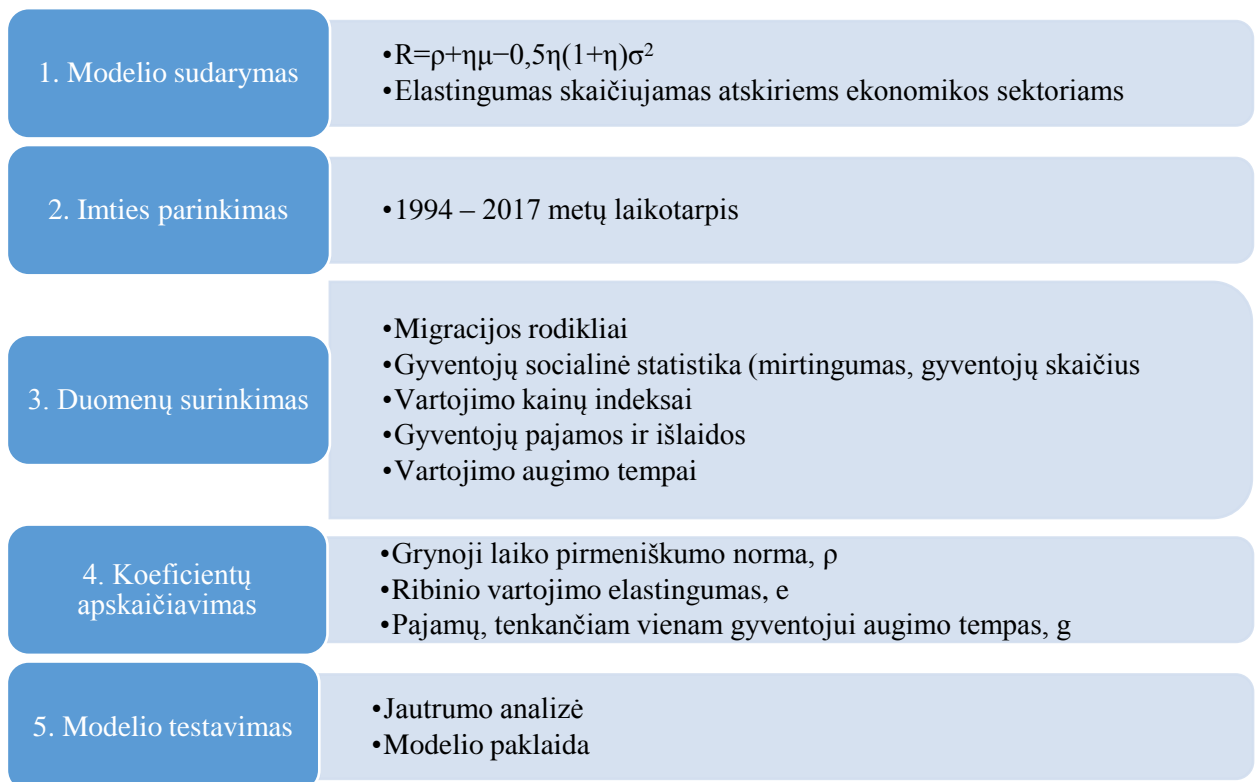 1. Modelio sudarymas
•R=ρ+ημ−0,5η(1+η)σ²
•Elastingumas skaičiujamas atskiriems ekonomikos sektoriams
2. Imties parinkimas
•1994 – 2017 metų laikotarpis
3. Duomenų surinkimas
•Migracijos rodikliai
•Gyventojų socialinė statistika (mirtingumas, gyventojų skaičius
•Vartojimo kainų indeksai
•Gyventojų pajamos ir išlaidos
•Vartojimo augimo tempai
4. Koeficientų
apskaičiavimas
•Grynoji laiko pirmeniškumo norma, ρ
•Ribinio vartojimo elastingumas, e
•Pajamų, tenkančiam vienam gyventojui augimo tempas, g
5. Modelio testavimas
•Jautrumo analizė
•Modelio paklaida